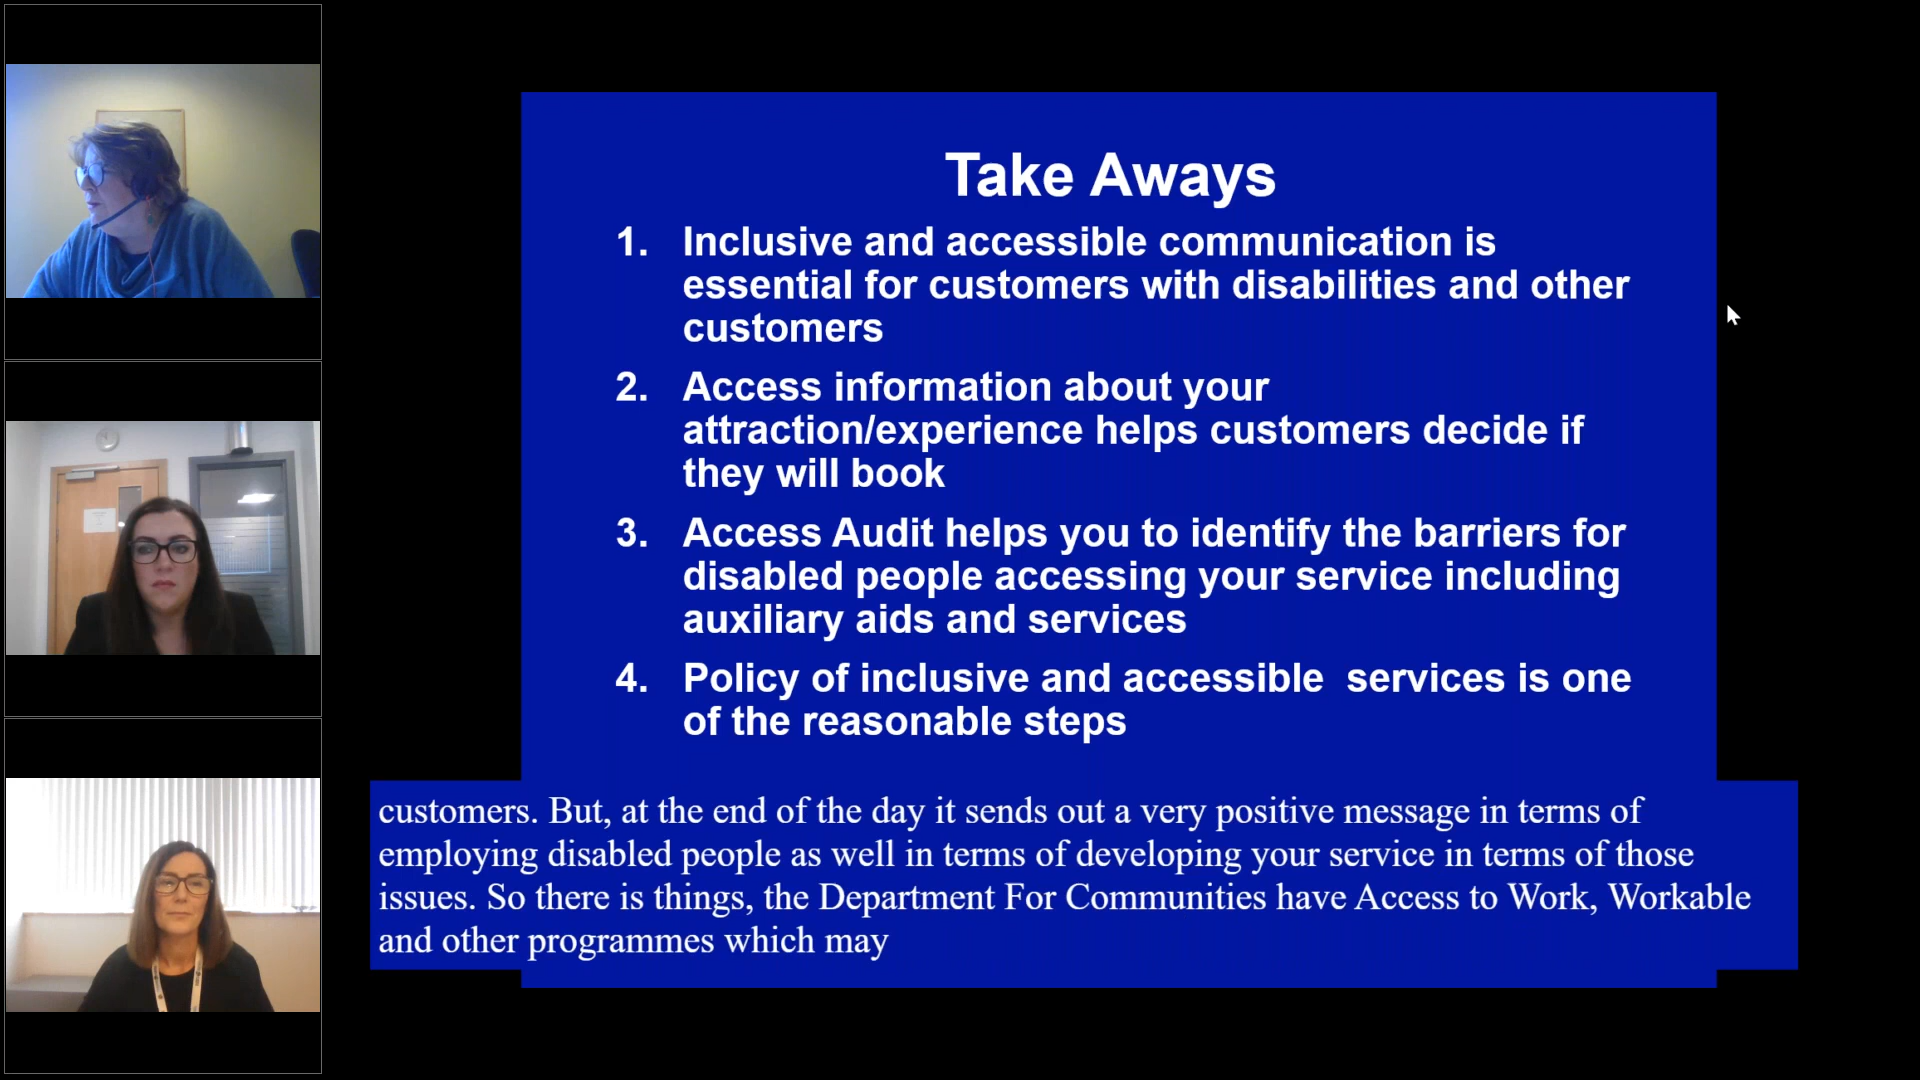 Take Aways
1. Inclusive and accessible communication is
essential for customers with disabilities and other
customers
2. Access information about your
attraction/experience helps customers decide if
they will book
3. Access Audit helps you to identify the barriers for
disabled people accessing your service including
auxiliary aids and services
4. Policy of inclusive and accessible  services is one
of the reasonable steps
customers. But, at the end of the day it sends out a very positive message in terms of
employing disabled people as well in terms of developing your service in terms of those
issues. So there is things, the Department For Communities have Access to Work, Workable
and other programmes which may